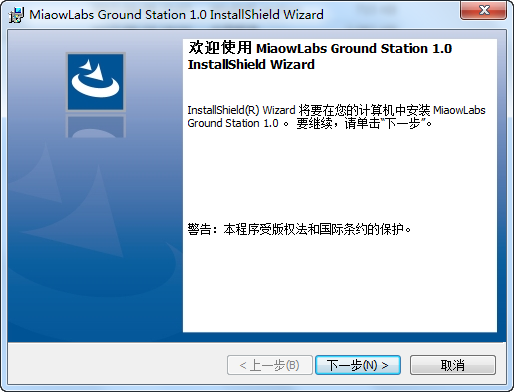 MiaowLabs Ground Station 1.0 InstallShield Wizard
欢迎使用 MiaowLabs Ground Station 1.0
InstallShield Wizard
InstallShield(R) Wizard 将要在您的计算机中安装 MiaowLabs
Ground Station 1.0 。 要继续，请单击“下一步”。
警告：本程序受版权法和国际条约的保护。
< 上一步(B)
下一步(N) >
取消